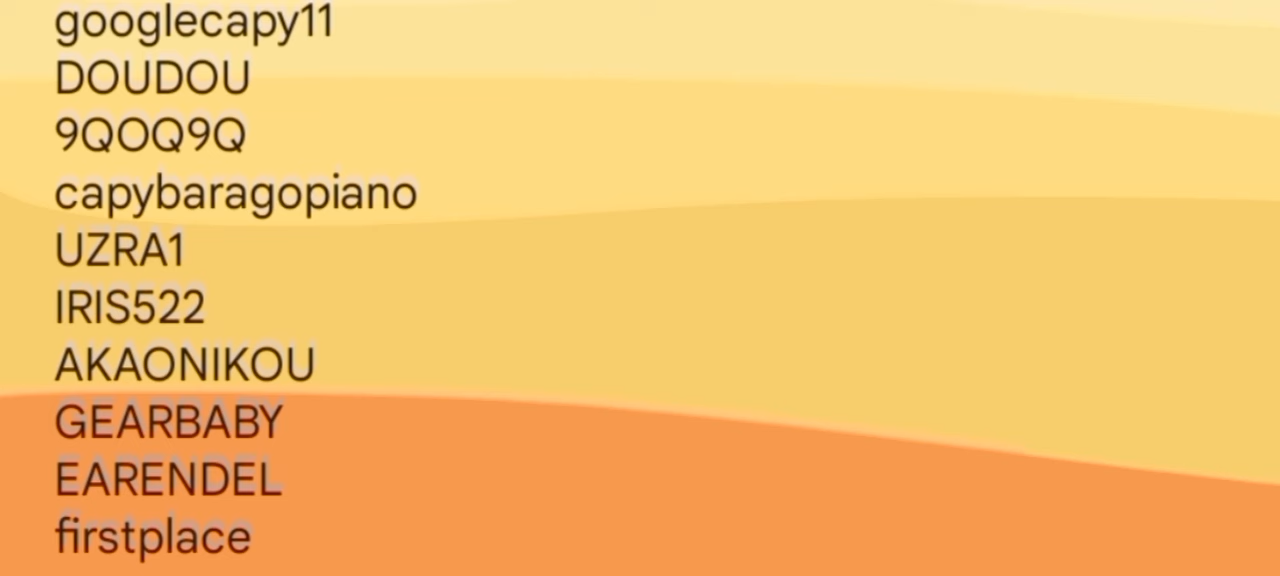 googlecapy11
DOUDOU
9QOQ9Q
capybaragopiano
UZRA1
IRIS522
AKAONIKOU
GEARBABY
EARENDEL
firstplace